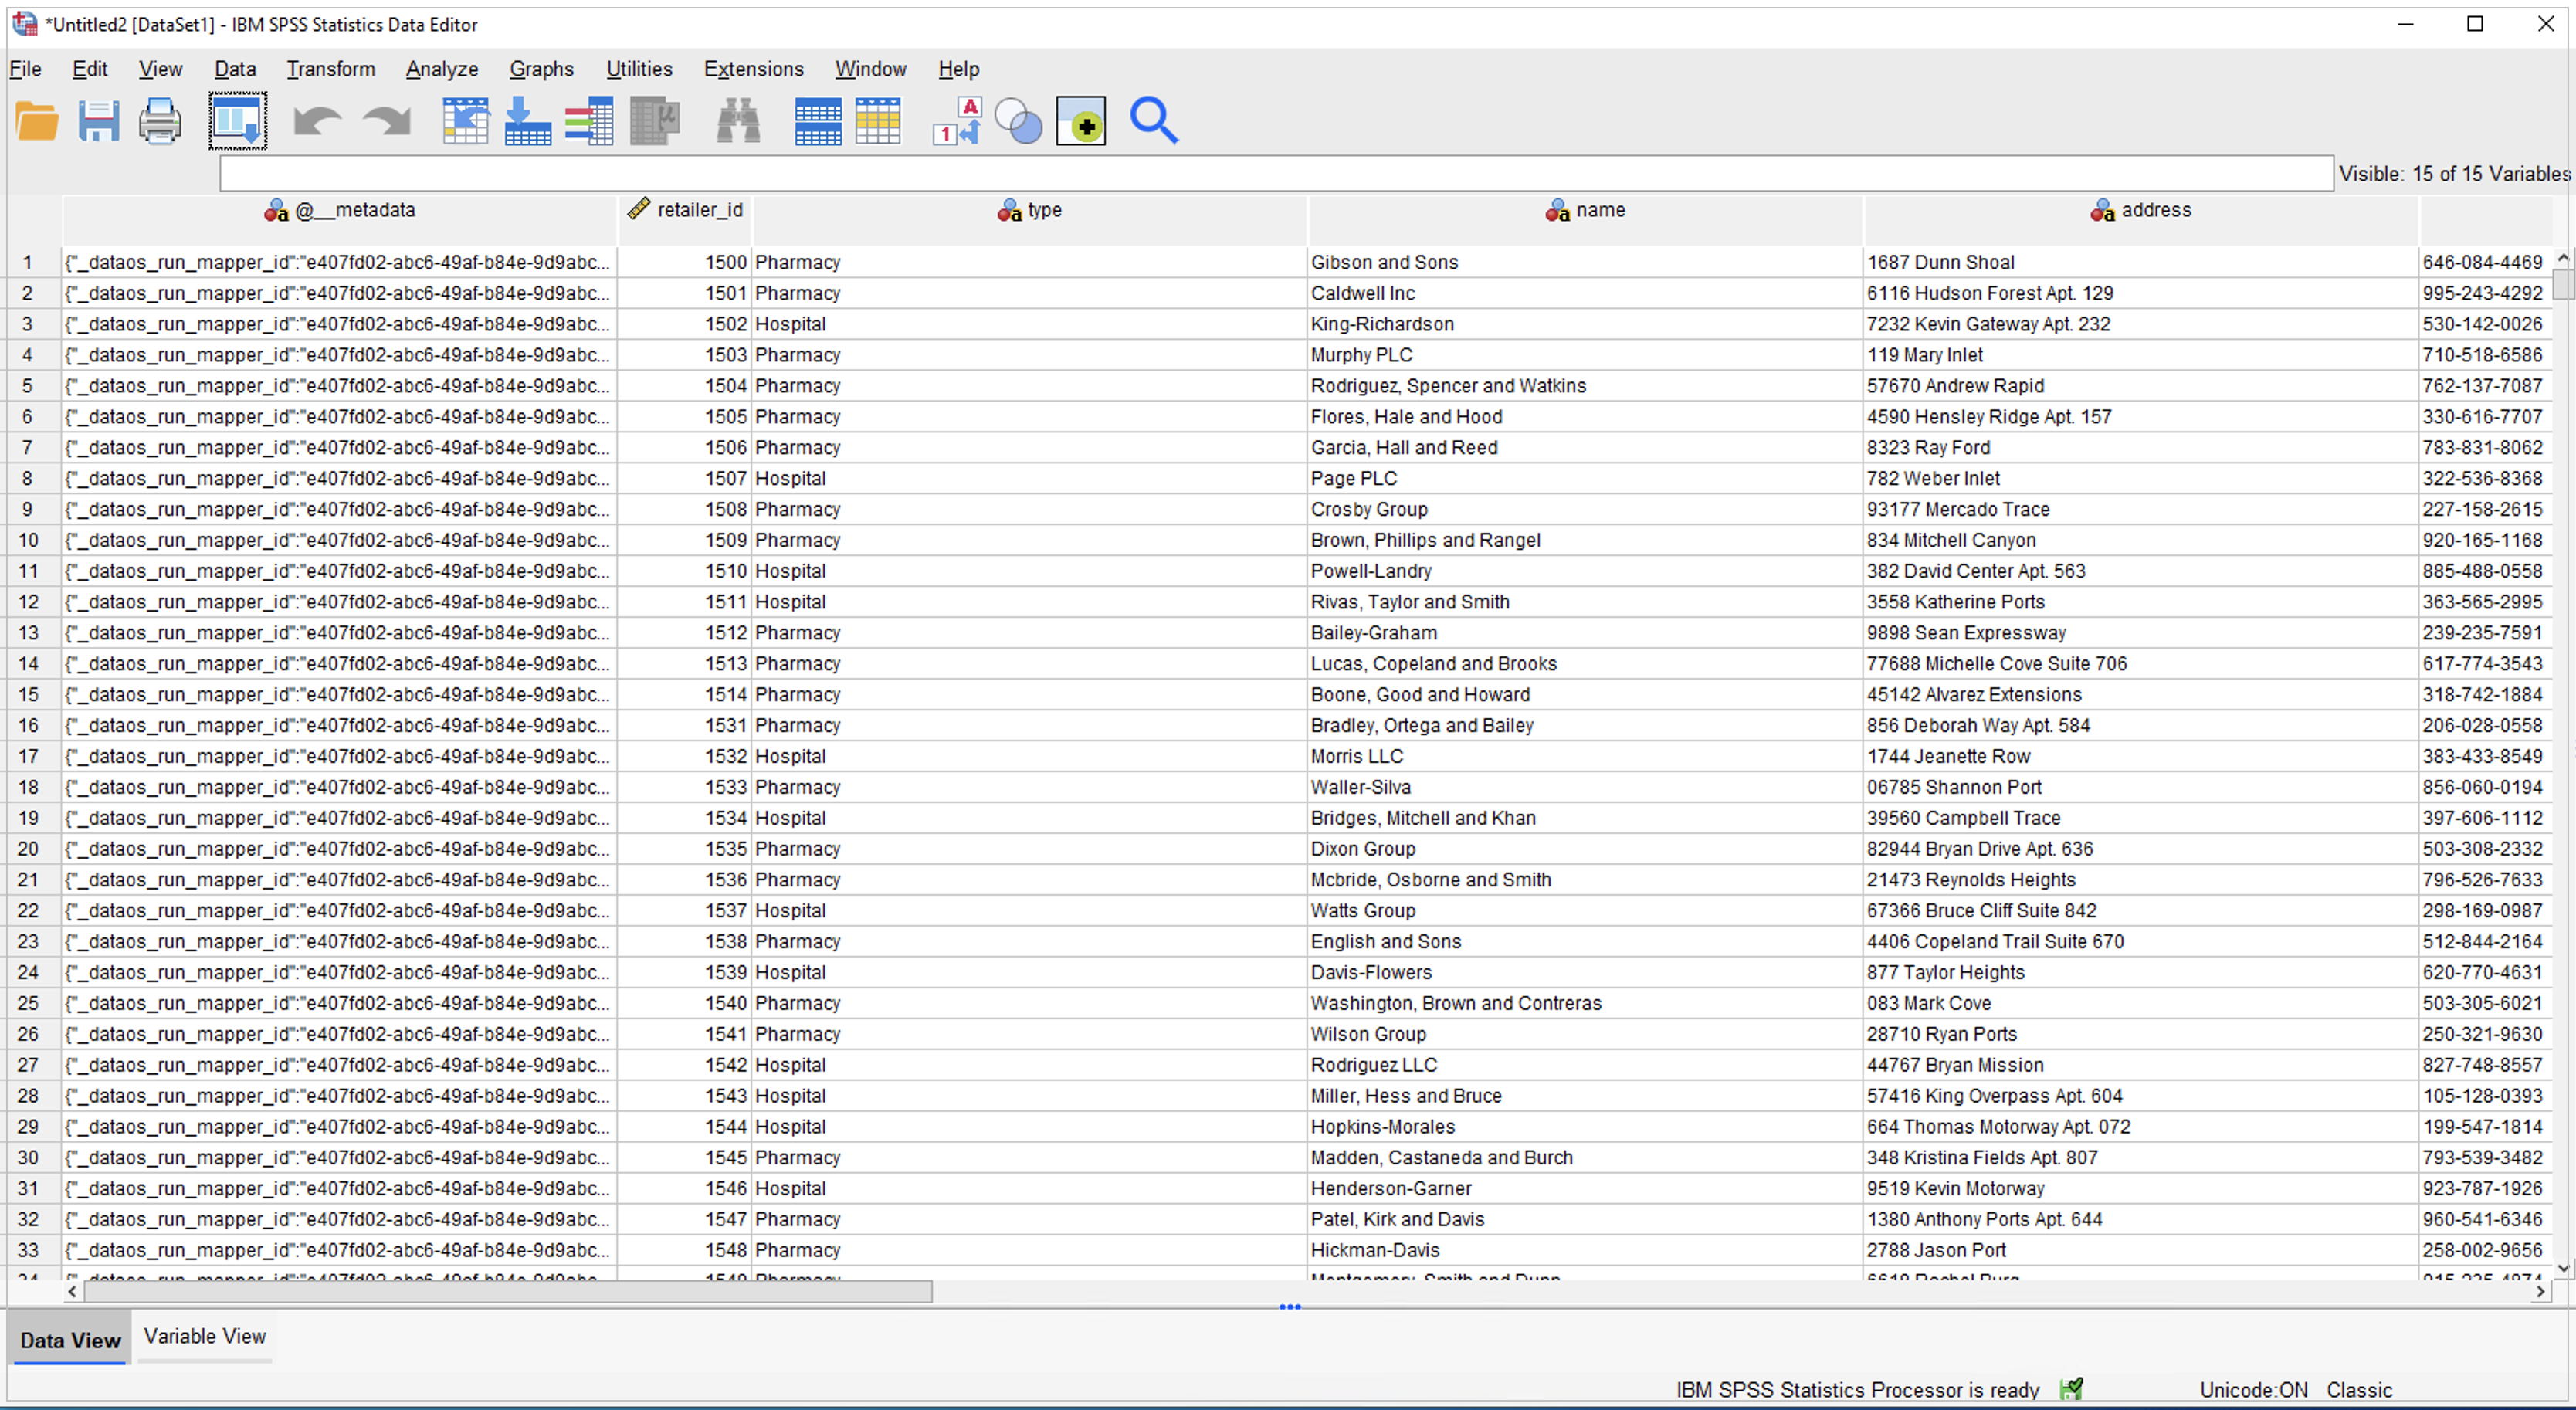 *Untitled2 [DataSet1] - IBM SPSS Statistics Data Editor
File Edit View Data Transform Analyze Graphs Utilities Extensions Window Help
Visible: 15 of 15 Variables
@__metadata retailer_id type name address
1 {"_dataos_run_mapper_id":"e407fd02-abc6-49af-b84e-9d9abc... 1500 Pharmacy Gibson and Sons 1687 Dunn Shoal 646-084-4469
2 {"_dataos_run_mapper_id":"e407fd02-abc6-49af-b84e-9d9abc... 1501 Pharmacy Caldwell Inc 6116 Hudson Forest Apt. 129 995-243-4292
3 {"_dataos_run_mapper_id":"e407fd02-abc6-49af-b84e-9d9abc... 1502 Hospital King-Richardson 7232 Kevin Gateway Apt. 232 530-142-0026
4 {"_dataos_run_mapper_id":"e407fd02-abc6-49af-b84e-9d9abc... 1503 Pharmacy Murphy PLC 119 Mary Inlet 710-518-6586
5 {"_dataos_run_mapper_id":"e407fd02-abc6-49af-b84e-9d9abc... 1504 Pharmacy Rodriguez, Spencer and Watkins 57670 Andrew Rapid 762-137-7087
6 {"_dataos_run_mapper_id":"e407fd02-abc6-49af-b84e-9d9abc... 1505 Pharmacy Flores, Hale and Hood 4590 Hensley Ridge Apt. 157 330-616-7707
7 {"_dataos_run_mapper_id":"e407fd02-abc6-49af-b84e-9d9abc... 1506 Pharmacy Garcia, Hall and Reed 8323 Ray Ford 783-831-8062
8 {"_dataos_run_mapper_id":"e407fd02-abc6-49af-b84e-9d9abc... 1507 Hospital Page PLC 782 Weber Inlet 322-536-8368
9 {"_dataos_run_mapper_id":"e407fd02-abc6-49af-b84e-9d9abc... 1508 Pharmacy Crosby Group 93177 Mercado Trace 227-158-2615
10 {"_dataos_run_mapper_id":"e407fd02-abc6-49af-b84e-9d9abc... 1509 Pharmacy Brown, Phillips and Rangel 834 Mitchell Canyon 920-165-1168
11 {"_dataos_run_mapper_id":"e407fd02-abc6-49af-b84e-9d9abc... 1510 Hospital Powell-Landry 382 David Center Apt. 563 885-488-0558
12 {"_dataos_run_mapper_id":"e407fd02-abc6-49af-b84e-9d9abc... 1511 Hospital Rivas, Taylor and Smith 3558 Katherine Ports 363-565-2995
13 {"_dataos_run_mapper_id":"e407fd02-abc6-49af-b84e-9d9abc... 1512 Pharmacy Bailey-Graham 9898 Sean Expressway 239-235-7591
14 {"_dataos_run_mapper_id":"e407fd02-abc6-49af-b84e-9d9abc... 1513 Pharmacy Lucas, Copeland and Brooks 77688 Michelle Cove Suite 706 617-774-3543
15 {"_dataos_run_mapper_id":"e407fd02-abc6-49af-b84e-9d9abc... 1514 Pharmacy Boone, Good and Howard 45142 Alvarez Extensions 318-742-1884
16 {"_dataos_run_mapper_id":"e407fd02-abc6-49af-b84e-9d9abc... 1531 Pharmacy Bradley, Ortega and Bailey 856 Deborah Way Apt. 584 206-028-0558
17 {"_dataos_run_mapper_id":"e407fd02-abc6-49af-b84e-9d9abc... 1532 Hospital Morris LLC 1744 Jeanette Row 383-433-8549
18 {"_dataos_run_mapper_id":"e407fd02-abc6-49af-b84e-9d9abc... 1533 Pharmacy Waller-Silva 06785 Shannon Port 856-060-0194
19 {"_dataos_run_mapper_id":"e407fd02-abc6-49af-b84e-9d9abc... 1534 Hospital Bridges, Mitchell and Khan 39560 Campbell Trace 397-606-1112
20 {"_dataos_run_mapper_id":"e407fd02-abc6-49af-b84e-9d9abc... 1535 Pharmacy Dixon Group 82944 Bryan Drive Apt. 636 503-308-2332
21 {"_dataos_run_mapper_id":"e407fd02-abc6-49af-b84e-9d9abc... 1536 Pharmacy Mcbride, Osborne and Smith 21473 Reynolds Heights 796-526-7633
22 {"_dataos_run_mapper_id":"e407fd02-abc6-49af-b84e-9d9abc... 1537 Hospital Watts Group 67366 Bruce Cliff Suite 842 298-169-0987
23 {"_dataos_run_mapper_id":"e407fd02-abc6-49af-b84e-9d9abc... 1538 Pharmacy English and Sons 4406 Copeland Trail Suite 670 512-844-2164
24 {"_dataos_run_mapper_id":"e407fd02-abc6-49af-b84e-9d9abc... 1539 Hospital Davis-Flowers 877 Taylor Heights 620-770-4631
25 {"_dataos_run_mapper_id":"e407fd02-abc6-49af-b84e-9d9abc... 1540 Pharmacy Washington, Brown and Contreras 083 Mark Cove 503-305-6021
26 {"_dataos_run_mapper_id":"e407fd02-abc6-49af-b84e-9d9abc... 1541 Pharmacy Wilson Group 28710 Ryan Ports 250-321-9630
27 {"_dataos_run_mapper_id":"e407fd02-abc6-49af-b84e-9d9abc... 1542 Hospital Rodriguez LLC 44767 Bryan Mission 827-748-8557
28 {"_dataos_run_mapper_id":"e407fd02-abc6-49af-b84e-9d9abc... 1543 Hospital Miller, Hess and Bruce 57416 King Overpass Apt. 604 105-128-0393
29 {"_dataos_run_mapper_id":"e407fd02-abc6-49af-b84e-9d9abc... 1544 Hospital Hopkins-Morales 664 Thomas Motorway Apt. 072 199-547-1814
30 {"_dataos_run_mapper_id":"e407fd02-abc6-49af-b84e-9d9abc... 1545 Pharmacy Madden, Castaneda and Burch 348 Kristina Fields Apt. 807 793-539-3482
31 {"_dataos_run_mapper_id":"e407fd02-abc6-49af-b84e-9d9abc... 1546 Hospital Henderson-Garner 9519 Kevin Motorway 923-787-1926
32 {"_dataos_run_mapper_id":"e407fd02-abc6-49af-b84e-9d9abc... 1547 Pharmacy Patel, Kirk and Davis 1380 Anthony Ports Apt. 644 960-541-6346
33 {"_dataos_run_mapper_id":"e407fd02-abc6-49af-b84e-9d9abc... 1548 Pharmacy Hickman-Davis 2788 Jason Port 258-002-9656
Data View Variable View
IBM SPSS Statistics Processor is ready Unicode:ON Classic